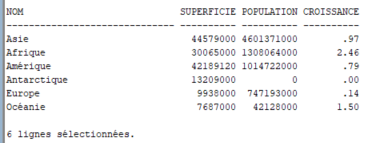 NOM SUPERFICIE POPULATION CROISSANCE
------------------------------ ---------- ---------- ----------
Asie 44579000 4601371000 .97
Afrique 30065000 1308064000 2.46
Amérique 42189120 1014722000 .79
Antarctique 13209000 0 .00
Europe 9938000 747193000 .14
Océanie 7687000 42128000 1.50
6 lignes sélectionnées.